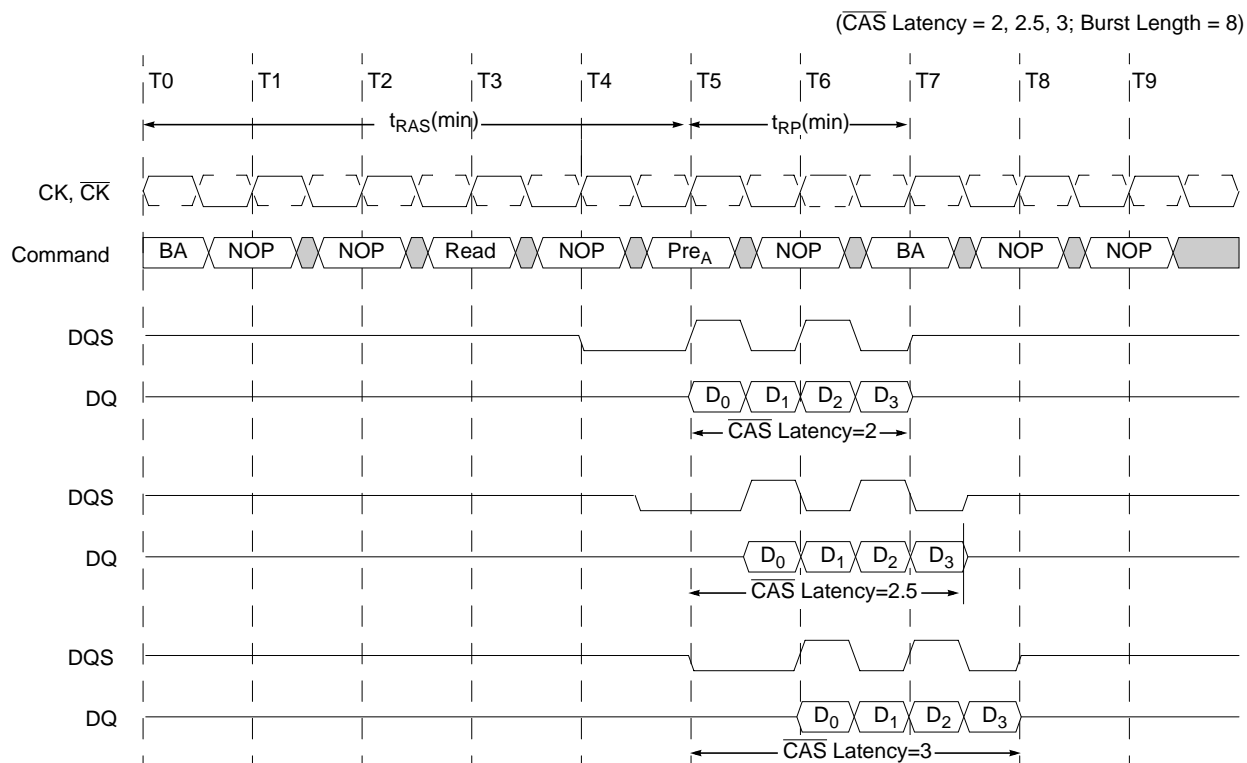 (CAS Latency = 2, 2.5, 3; Burst Length = 8)
T0 T1 T2 T3 T4 T5 T6 T7 T8 T9
tRAS(min) tRP(min)
CK, CK
Command BA NOP NOP Read NOP PreA NOP BA NOP NOP
DQS
DQ D0 D1 D2 D3
CAS Latency=2
DQS
DQ D0 D1 D2 D3
CAS Latency=2.5
DQS
DQ D0 D1 D2 D3
CAS Latency=3